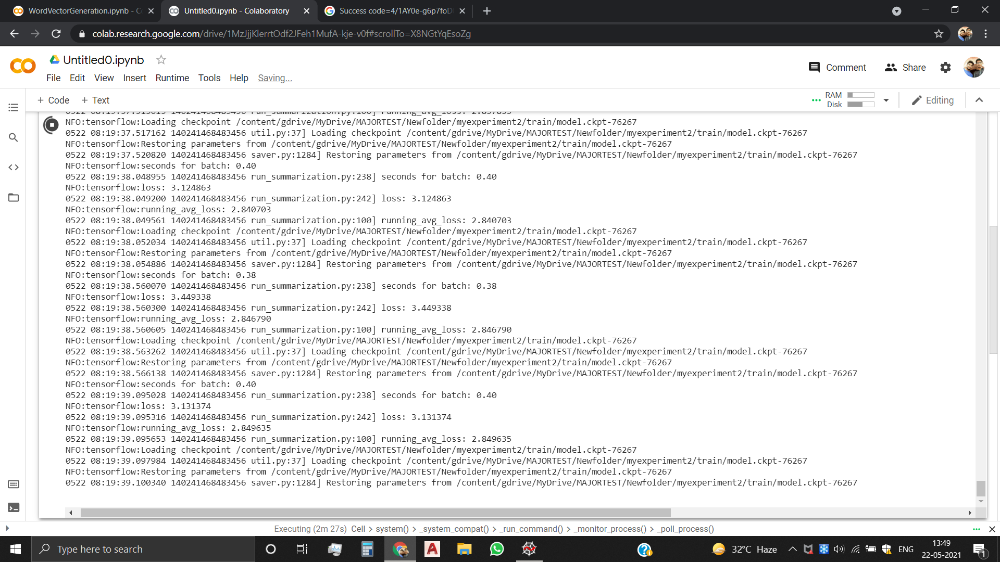 WordVectorGeneration.ipynb - C
Untitled0.ipynb - Colaboratory
Success code=4/1AY0e-g6p7foD
colab.research.google.com/drive/1MzJjjKlerrtOdf2JFeh1MufA-kje-v0f#scrollTo=X8NGtYqEsoZg
Untitled0.ipynb
Comment
Share
File Edit View Insert Runtime Tools Help Saving...
+ Code + Text
RAM
Disk
Editing
NFO:tensorflow:Loading checkpoint /content/gdrive/MyDrive/MAJORTEST/Newfolder/myexperiment2/train/model.ckpt-76267
0522 08:19:37.517162 140241468483456 util.py:37] Loading checkpoint /content/gdrive/MyDrive/MAJORTEST/Newfolder/myexperiment2/train/model.ckpt-76267
NFO:tensorflow:Restoring parameters from /content/gdrive/MyDrive/MAJORTEST/Newfolder/myexperiment2/train/model.ckpt-76267
0522 08:19:37.520820 140241468483456 saver.py:1284] Restoring parameters from /content/gdrive/MyDrive/MAJORTEST/Newfolder/myexperiment2/train/model.ckpt-76267
NFO:tensorflow:seconds for batch: 0.40
0522 08:19:38.048955 140241468483456 run_summarization.py:238] seconds for batch: 0.40
NFO:tensorflow:loss: 3.124863
0522 08:19:38.049200 140241468483456 run_summarization.py:242] loss: 3.124863
NFO:tensorflow:running_avg_loss: 2.840703
0522 08:19:38.049561 140241468483456 run_summarization.py:100] running_avg_loss: 2.840703
NFO:tensorflow:Loading checkpoint /content/gdrive/MyDrive/MAJORTEST/Newfolder/myexperiment2/train/model.ckpt-76267
0522 08:19:38.052034 140241468483456 util.py:37] Loading checkpoint /content/gdrive/MyDrive/MAJORTEST/Newfolder/myexperiment2/train/model.ckpt-76267
NFO:tensorflow:Restoring parameters from /content/gdrive/MyDrive/MAJORTEST/Newfolder/myexperiment2/train/model.ckpt-76267
0522 08:19:38.054886 140241468483456 saver.py:1284] Restoring parameters from /content/gdrive/MyDrive/MAJORTEST/Newfolder/myexperiment2/train/model.ckpt-76267
NFO:tensorflow:seconds for batch: 0.38
0522 08:19:38.560070 140241468483456 run_summarization.py:238] seconds for batch: 0.38
NFO:tensorflow:loss: 3.449338
0522 08:19:38.560300 140241468483456 run_summarization.py:242] loss: 3.449338
NFO:tensorflow:running_avg_loss: 2.846790
0522 08:19:38.560605 140241468483456 run_summarization.py:100] running_avg_loss: 2.846790
NFO:tensorflow:Loading checkpoint /content/gdrive/MyDrive/MAJORTEST/Newfolder/myexperiment2/train/model.ckpt-76267
0522 08:19:38.563262 140241468483456 util.py:37] Loading checkpoint /content/gdrive/MyDrive/MAJORTEST/Newfolder/myexperiment2/train/model.ckpt-76267
NFO:tensorflow:Restoring parameters from /content/gdrive/MyDrive/MAJORTEST/Newfolder/myexperiment2/train/model.ckpt-76267
0522 08:19:38.566138 140241468483456 saver.py:1284] Restoring parameters from /content/gdrive/MyDrive/MAJORTEST/Newfolder/myexperiment2/train/model.ckpt-76267
NFO:tensorflow:seconds for batch: 0.40
0522 08:19:39.095028 140241468483456 run_summarization.py:238] seconds for batch: 0.40
NFO:tensorflow:loss: 3.131374
0522 08:19:39.095316 140241468483456 run_summarization.py:242] loss: 3.131374
NFO:tensorflow:running_avg_loss: 2.849635
0522 08:19:39.095653 140241468483456 run_summarization.py:100] running_avg_loss: 2.849635
NFO:tensorflow:Loading checkpoint /content/gdrive/MyDrive/MAJORTEST/Newfolder/myexperiment2/train/model.ckpt-76267
0522 08:19:39.097984 140241468483456 util.py:37] Loading checkpoint /content/gdrive/MyDrive/MAJORTEST/Newfolder/myexperiment2/train/model.ckpt-76267
NFO:tensorflow:Restoring parameters from /content/gdrive/MyDrive/MAJORTEST/Newfolder/myexperiment2/train/model.ckpt-76267
0522 08:19:39.100340 140241468483456 saver.py:1284] Restoring parameters from /content/gdrive/MyDrive/MAJORTEST/Newfolder/myexperiment2/train/model.ckpt-76267
Executing (2m 27s) Cell > system() > _system_compat() > _run_command() > _monitor_process() > _poll_process()
Type here to search
32°C Haze
ENG
13:49
22-05-2021
1